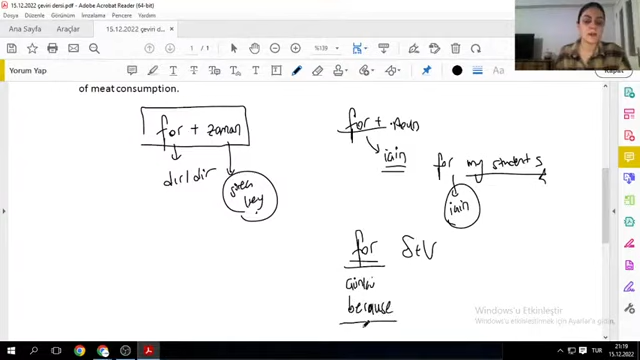 15.12.2022 çeviri dersi.pdf - Adobe Acrobat Reader (64-bit)
Dosya Düzenle Görünüm İmzala Pencere Yardım
Ana Sayfa Araçlar 15.12.2022 çeviri dersi...
1 %139
Yorum Yap Kapat
of meat consumption.
for + zaman
dır/dir
for + noun
için
for my students
için
for S+V
çünkü
because
Windows'u Etkinleştir
Windows'u etkinleştirmek için Ayarlar'a gidin.
TUR
21:19
15.12.2022